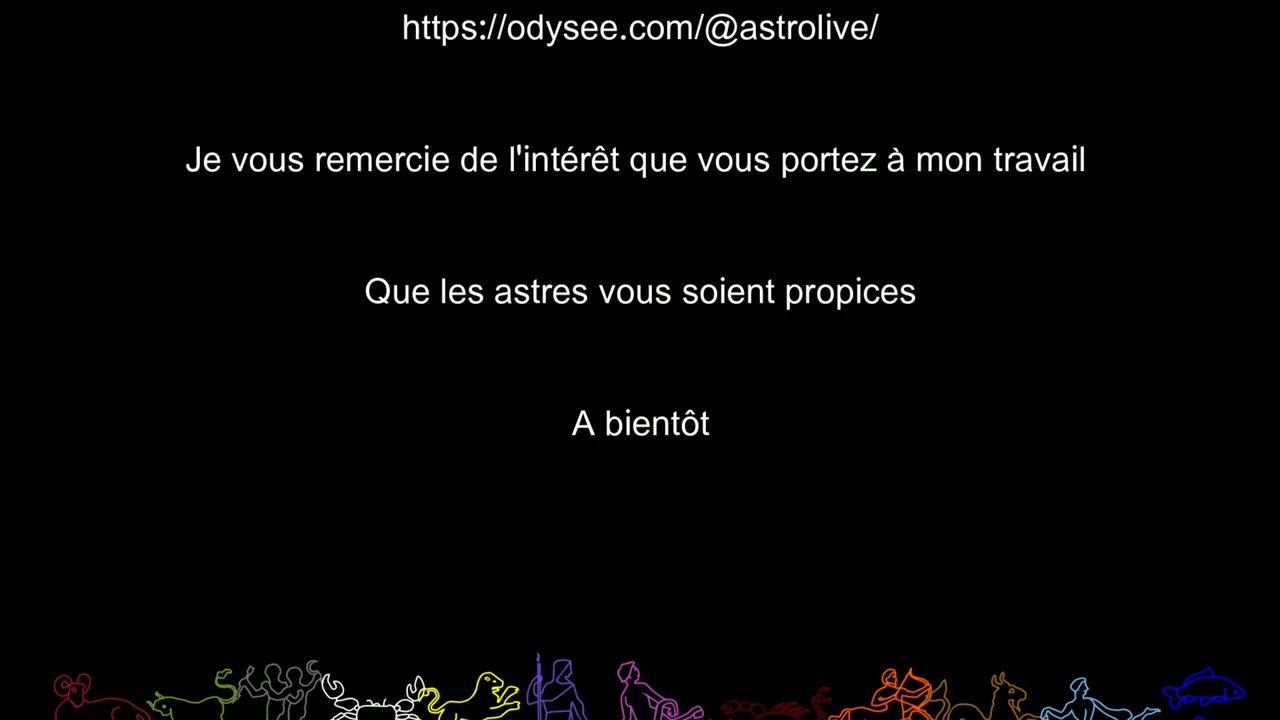 https://odysee.com/@astrolive/
Je vous remercie de l'intérêt que vous portez à mon travail
Que les astres vous soient propices
A bientôt